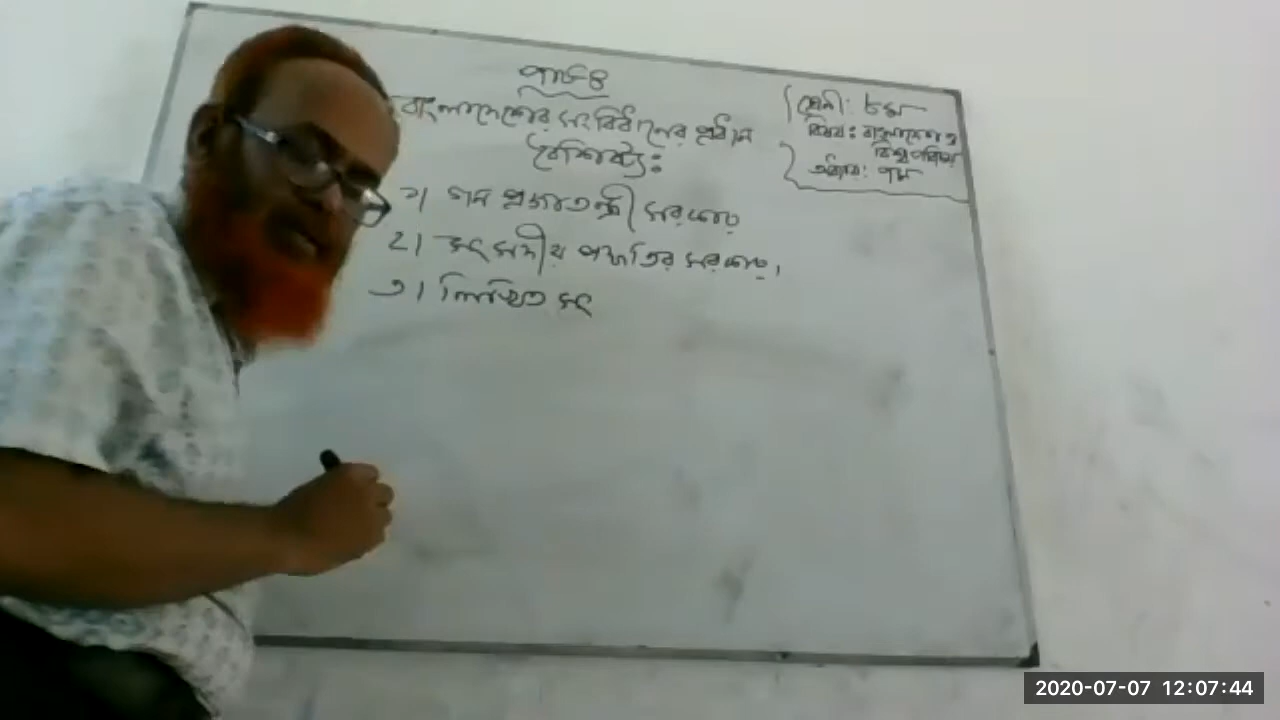 পাঠ-৪
বাংলাদেশের সংবিধানের প্রধান
বৈশিষ্ট্য:
১। গন প্রজাতন্ত্রী সরকার
২। সংসদীয় পদ্ধতির সরকার।
৩। লিখিত সং
শ্রেনী: ৮ম
বিষয়: বাংলাদেশ ও
বিশ্বপরিচয়
অধ্যায়: ৭ম
2020-07-07 12:07:44